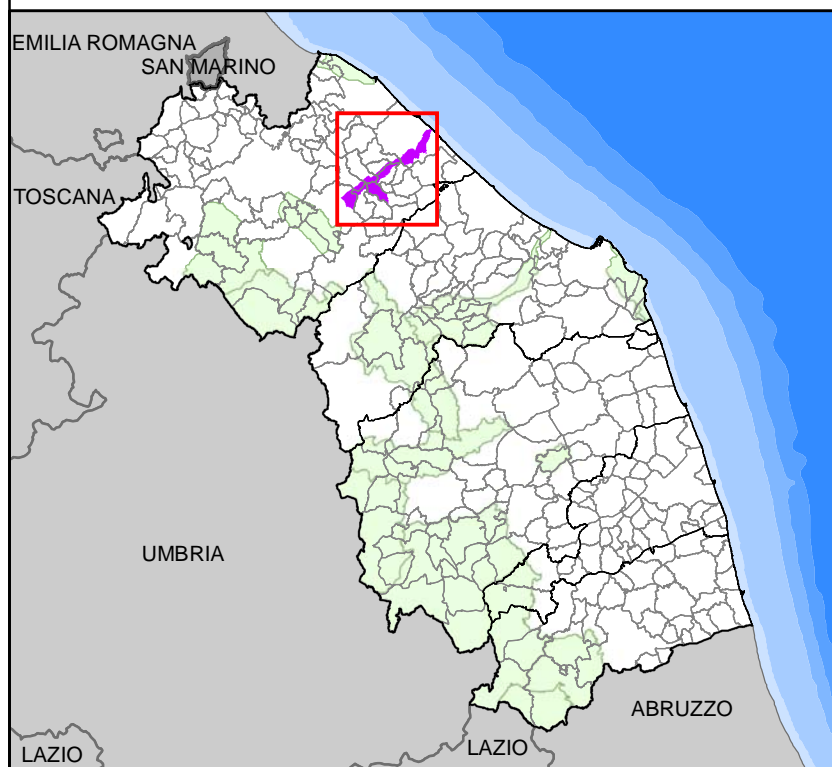 EMILIA ROMAGNA
SAN MARINO
TOSCANA
UMBRIA
ABRUZZO
LAZIO
LAZIO